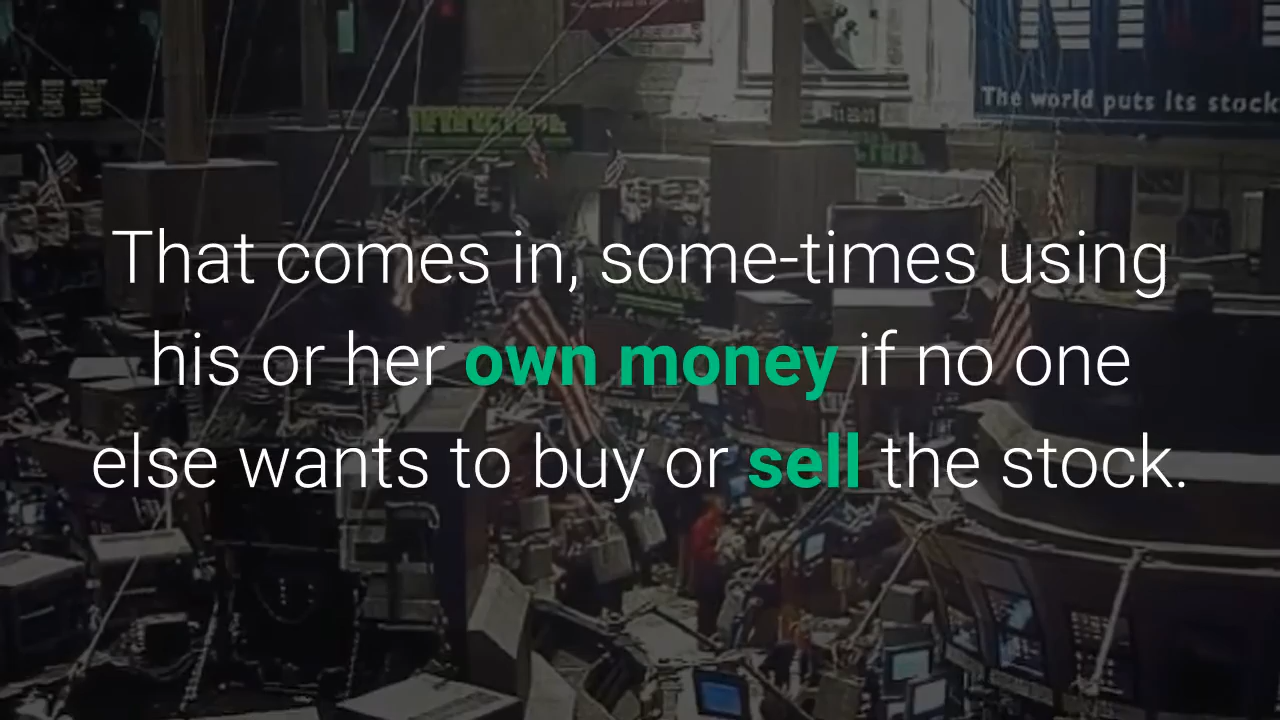 The world puts its stock
That comes in, some-times using
his or her own money if no one
else wants to buy or sell the stock.